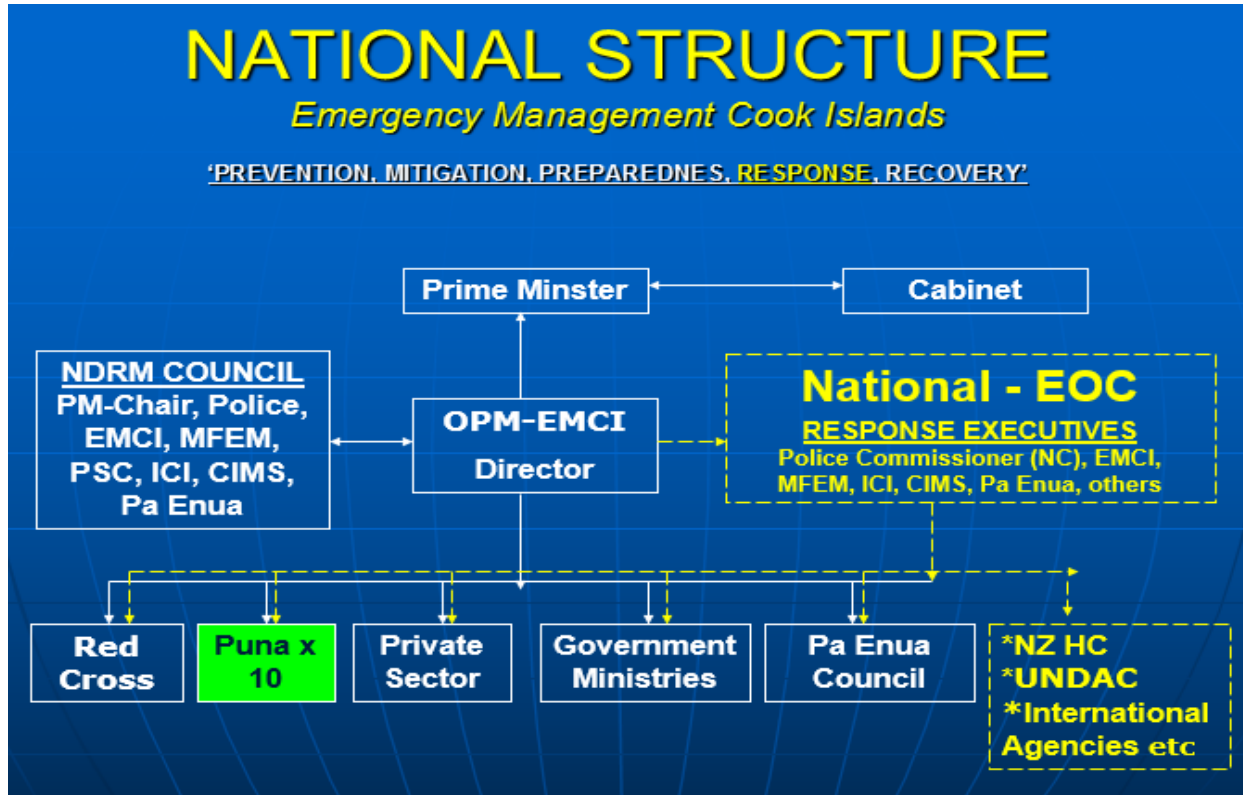 NATIONAL STRUCTURE
Emergency Management Cook Islands
‘PREVENTION, MITIGATION, PREPAREDNES, RESPONSE, RECOVERY’
Prime Minster
Cabinet
NDRM COUNCIL
PM-Chair, Police,
EMCI, MFEM,
PSC, ICI, CIMS,
Pa Enua
OPM-EMCI
Director
National - EOC
RESPONSE EXECUTIVES
Police Commissioner (NC), EMCI,
MFEM, ICI, CIMS, Pa Enua, others
Red
Cross
Puna x
10
Private
Sector
Government
Ministries
Pa Enua
Council
*NZ HC
*UNDAC
*International
Agencies etc